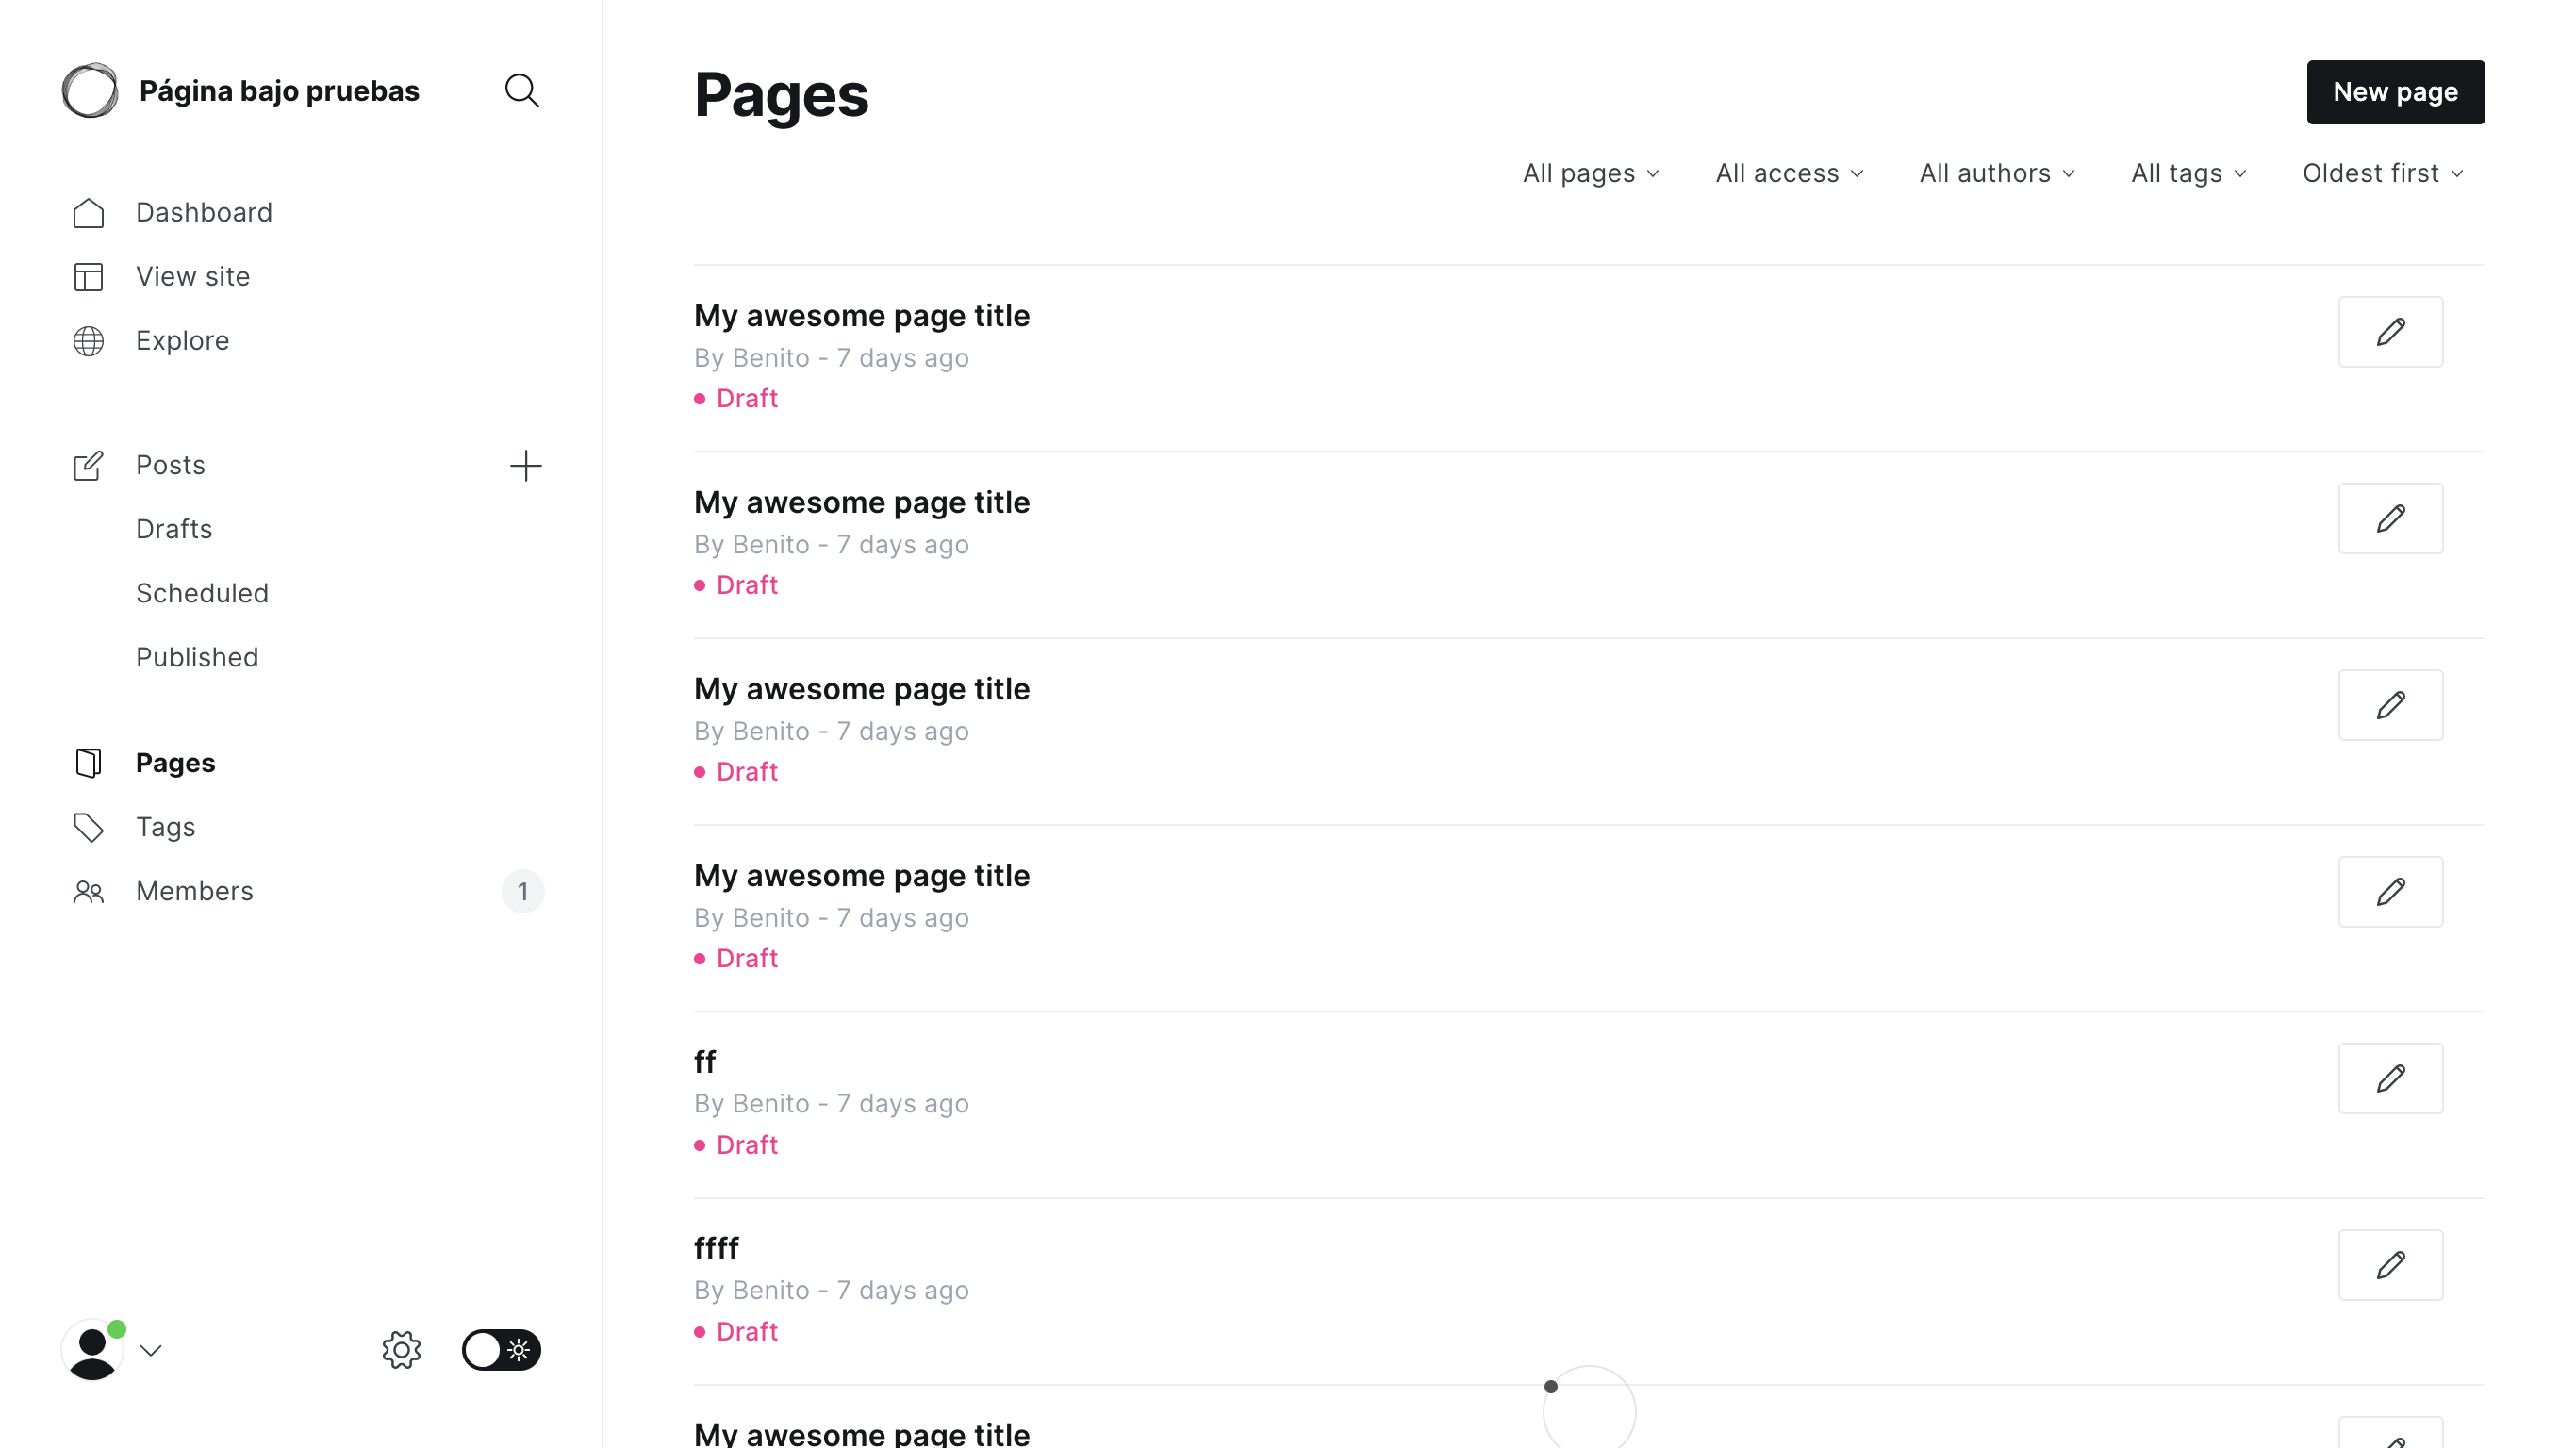 Página bajo pruebas
Dashboard
View site
Explore
Posts
Drafts
Scheduled
Published
Pages
Tags
Members 1
Pages
New page
All pages All access All authors All tags Oldest first
My awesome page title
By Benito - 7 days ago
Draft
My awesome page title
By Benito - 7 days ago
Draft
My awesome page title
By Benito - 7 days ago
Draft
My awesome page title
By Benito - 7 days ago
Draft
ff
By Benito - 7 days ago
Draft
ffff
By Benito - 7 days ago
Draft
My awesome page title